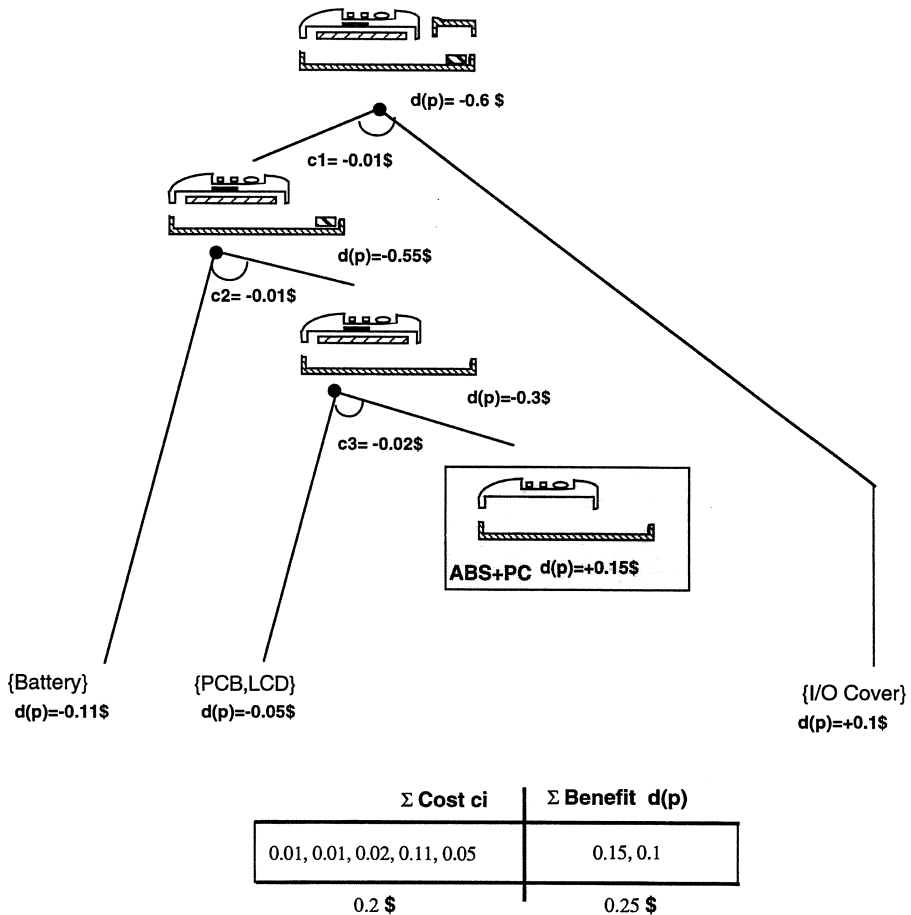 d(p)= -0.6 $
c1= -0.01$
d(p)=-0.55$
c2= -0.01$
d(p)=-0.3$
c3= -0.02$
ABS+PC d(p)=+0.15$
{Battery} {PCB,LCD} {I/O Cover}
d(p)=-0.11$ d(p)=-0.05$ d(p)=+0.1$
Σ Cost ci Σ Benefit d(p)
0.01, 0.01, 0.02, 0.11, 0.05 0.15, 0.1
0.2 $ 0.25 $